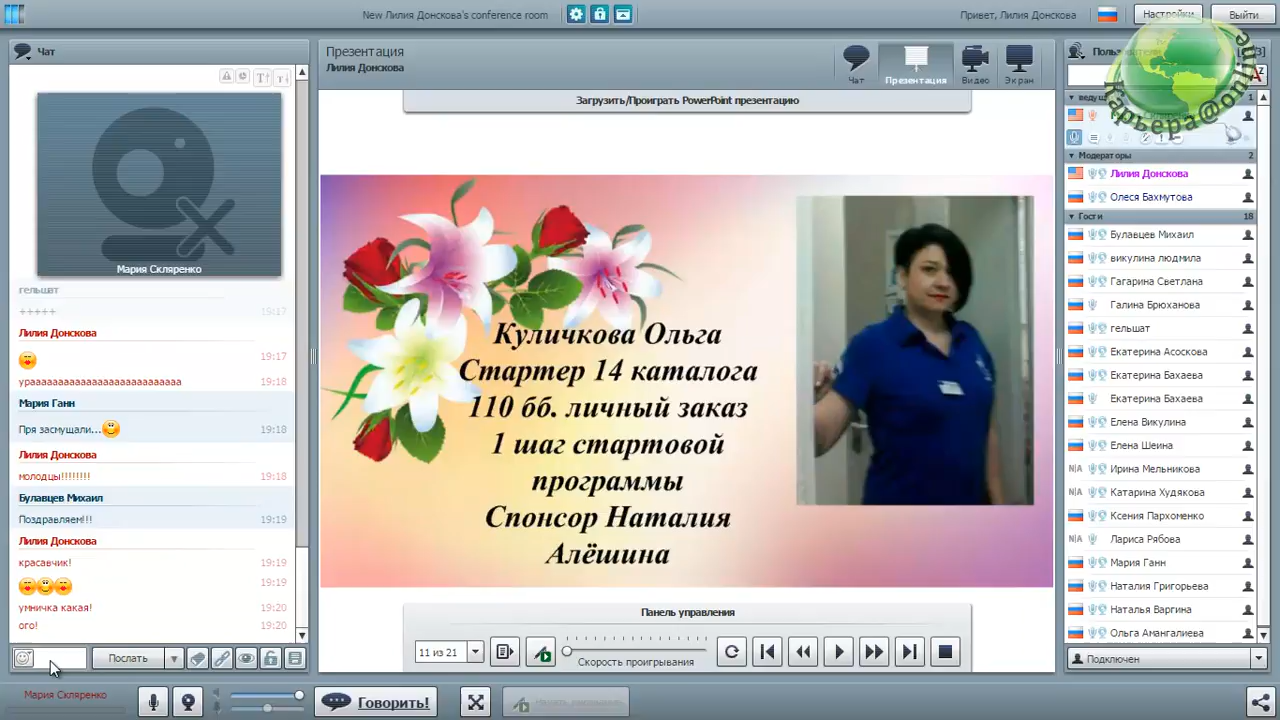 New Лилия Донскова's conference room
Привет, Лилия Донскова
Настройки
Выйти
Чат
Мария Скляренко
гельшат
+++++ 19:17
Лилия Донскова
19:17
урааааааааааааааааааааааааааа 19:18
Мария Ганн
Пря засмущали... 19:18
Лилия Донскова
молодцы!!!!!!!! 19:18
Булавцев Михаил
Поздравляем!!! 19:19
Лилия Донскова
красавчик! 19:19
19:19
умничка какая! 19:20
ого! 19:20
Послать
Мария Скляренко
Говорить!
Презентация
Лилия Донскова
Чат
Презентация
Видео
Экран
Загрузить/Проиграть PowerPoint презентацию
Куличкова Ольга
Стартер 14 каталога
110 бб. личный заказ
1 шаг стартовой
программы
Спонсор Наталия
Алёшина
Панель управления
11 из 21
Скорость проигрывания
карьера@online
ведущ 1
Модераторы 2
Лилия Донскова
Олеся Бахмутова
Гости 18
Булавцев Михаил
викулина людмила
Гагарина Светлана
Галина Брюханова
гельшат
Екатерина Асоскова
Екатерина Бахаева
Екатерина Бахаева
Елена Викулина
Елена Шеина
N/A Ирина Мельникова
N/A Катарина Худякова
Ксения Пархоменко
N/A Лариса Рябова
Мария Ганн
Наталия Григорьева
Наталья Варгина
Ольга Амангалиева
Подключен